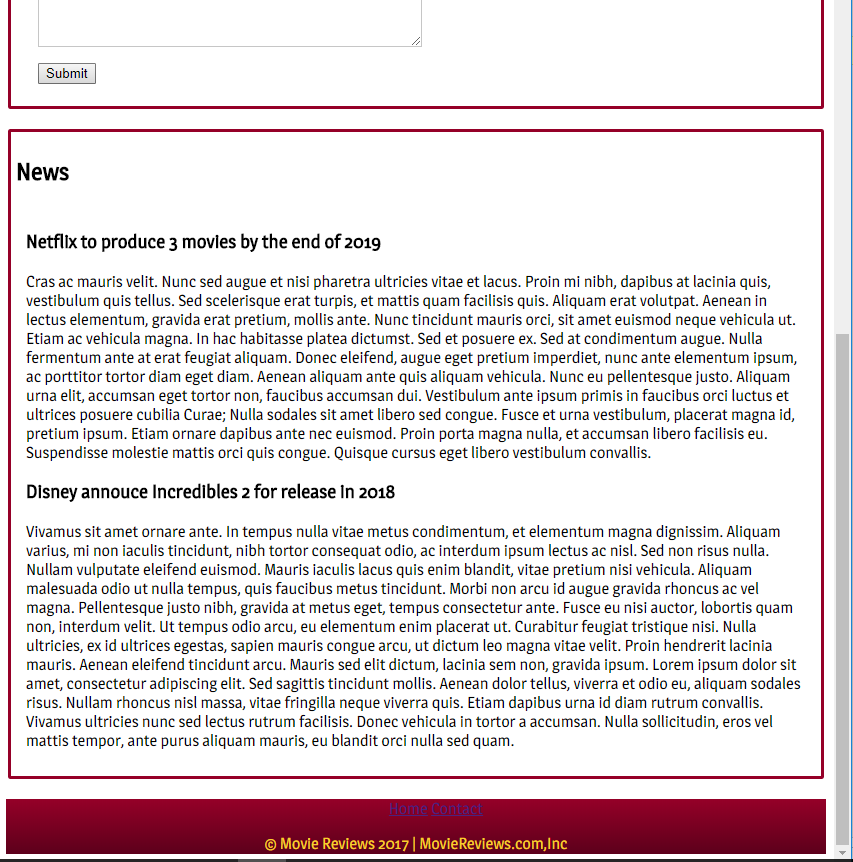 Submit
News
Netflix to produce 3 movies by the end of 2019
Cras ac mauris velit. Nunc sed augue et nisi pharetra ultricies vitae et lacus. Proin mi nibh, dapibus at lacinia quis,
vestibulum quis tellus. Sed scelerisque erat turpis, et mattis quam facilisis quis. Aliquam erat volutpat. Aenean in
lectus elementum, gravida erat pretium, mollis ante. Nunc tincidunt mauris orci, sit amet euismod neque vehicula ut.
Etiam ac vehicula magna. In hac habitasse platea dictumst. Sed et posuere ex. Sed at condimentum augue. Nulla
fermentum ante at erat feugiat aliquam. Donec eleifend, augue eget pretium imperdiet, nunc ante elementum ipsum,
ac porttitor tortor diam eget diam. Aenean aliquam ante quis aliquam vehicula. Nunc eu pellentesque justo. Aliquam
urna elit, accumsan eget tortor non, faucibus accumsan dui. Vestibulum ante ipsum primis in faucibus orci luctus et
ultrices posuere cubilia Curae; Nulla sodales sit amet libero sed congue. Fusce et urna vestibulum, placerat magna id,
pretium ipsum. Etiam ornare dapibus ante nec euismod. Proin porta magna nulla, et accumsan libero facilisis eu.
Suspendisse molestie mattis orci quis congue. Quisque cursus eget libero vestibulum convallis.
Disney annouce Incredibles 2 for release in 2018
Vivamus sit amet ornare ante. In tempus nulla vitae metus condimentum, et elementum magna dignissim. Aliquam
varius, mi non iaculis tincidunt, nibh tortor consequat odio, ac interdum ipsum lectus ac nisl. Sed non risus nulla.
Nullam vulputate eleifend euismod. Mauris iaculis lacus quis enim blandit, vitae pretium nisi vehicula. Aliquam
malesuada odio ut nulla tempus, quis faucibus metus tincidunt. Morbi non arcu id augue gravida rhoncus ac vel
magna. Pellentesque justo nibh, gravida at metus eget, tempus consectetur ante. Fusce eu nisi auctor, lobortis quam
non, interdum velit. Ut tempus odio arcu, eu elementum enim placerat ut. Curabitur feugiat tristique nisi. Nulla
ultricies, ex id ultrices egestas, sapien mauris congue arcu, ut dictum leo magna vitae velit. Proin hendrerit lacinia
mauris. Aenean eleifend tincidunt arcu. Mauris sed elit dictum, lacinia sem non, gravida ipsum. Lorem ipsum dolor sit
amet, consectetur adipiscing elit. Sed sagittis tincidunt mollis. Aenean dolor tellus, viverra et odio eu, aliquam sodales
risus. Nullam rhoncus nisl massa, vitae fringilla neque viverra quis. Etiam dapibus urna id diam rutrum convallis.
Vivamus ultricies nunc sed lectus rutrum facilisis. Donec vehicula in tortor a accumsan. Nulla sollicitudin, eros vel
mattis tempor, ante purus aliquam mauris, eu blandit orci nulla sed quam.
Home Contact
© Movie Reviews 2017 | MovieReviews.com,Inc